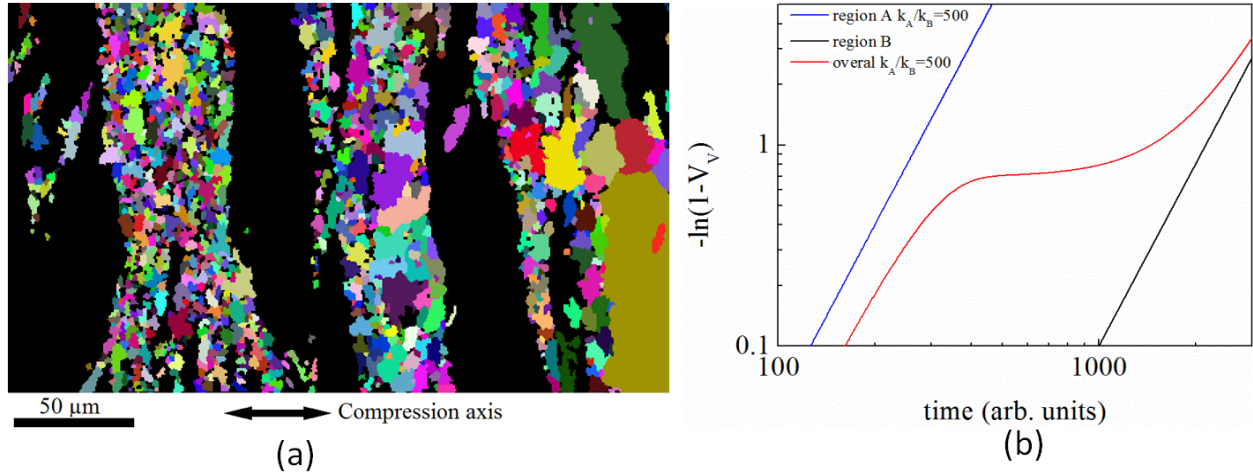 region A k_A/k_B=500
region B
overal k_A/k_B=500
-ln(1-V_V)
1
0.1
100
1000
time (arb. units)
50 µm
Compression axis
(a)
(b)